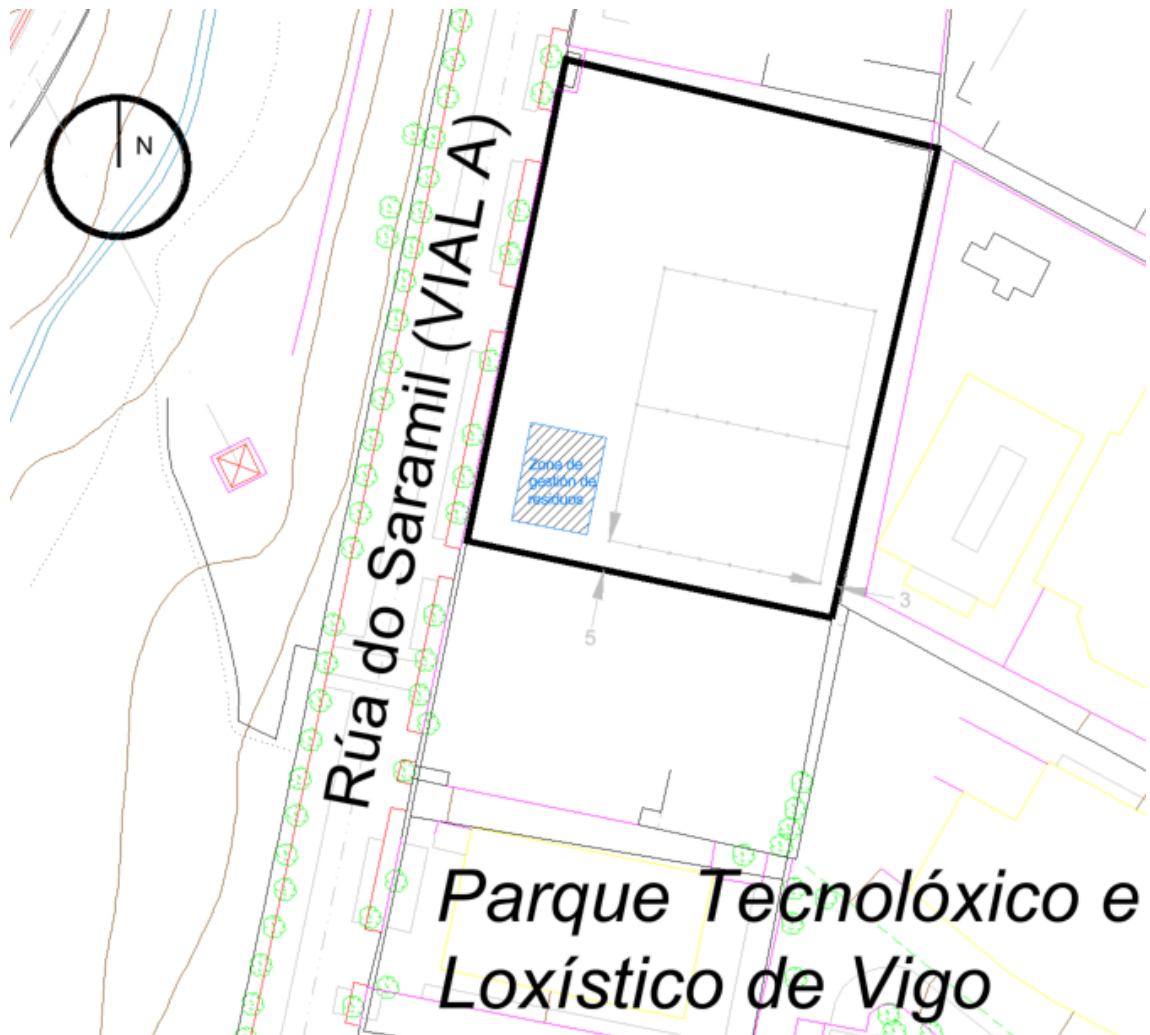 N
Rúa do Saramil (VIAL A)
Zona de
gestión de
residuos
3
5
Parque Tecnolóxico e
Loxístico de Vigo